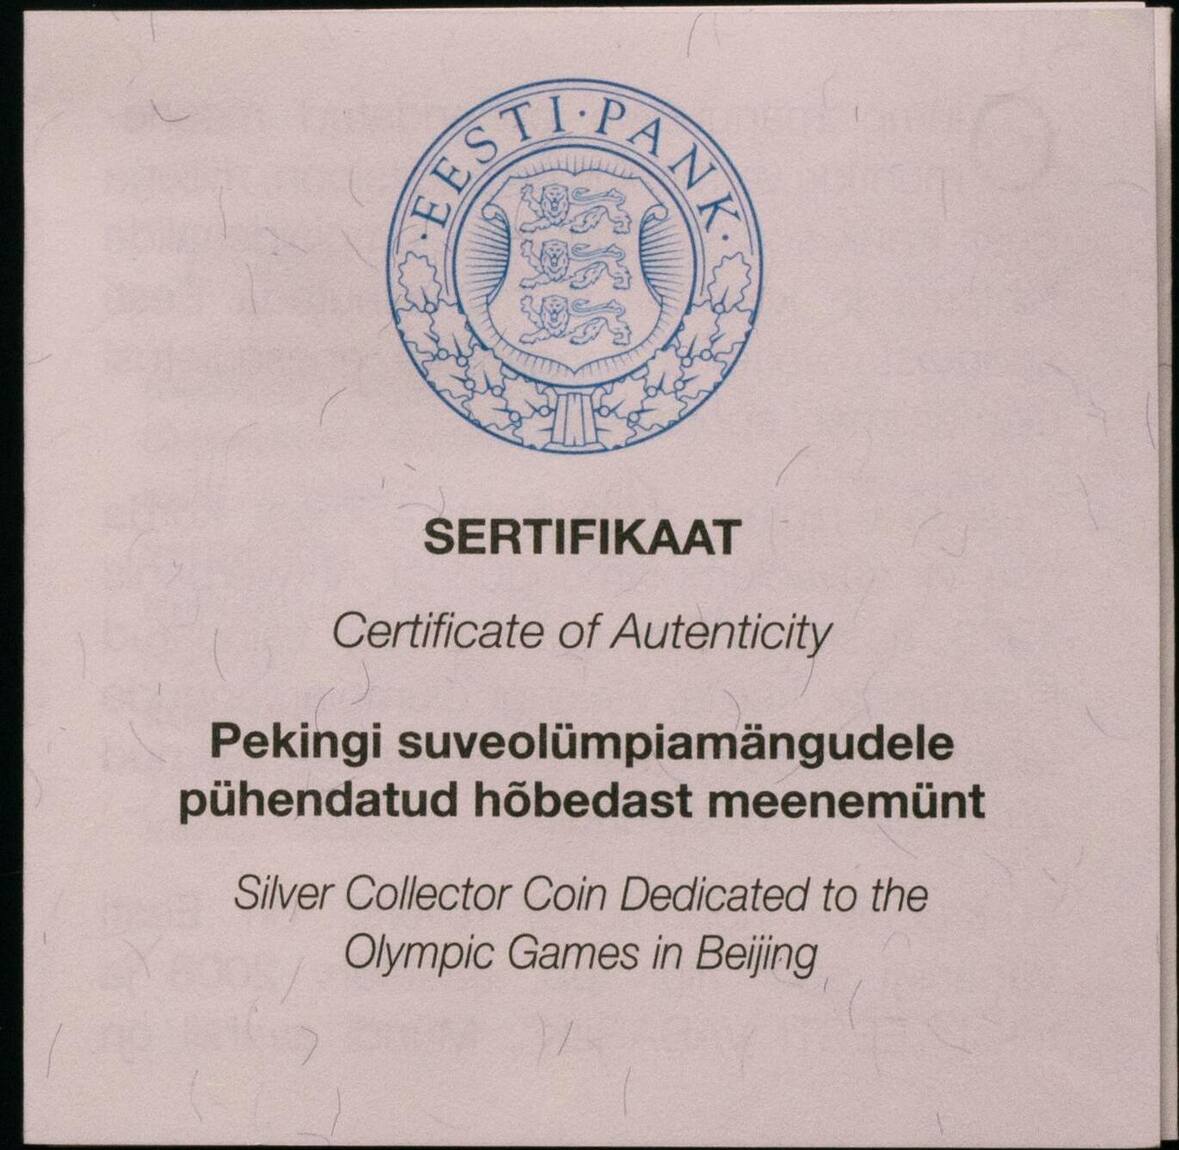 · EESTI · PANK ·
SERTIFIKAAT
Certificate of Autenticity
Pekingi suveolümpiamängudele
pühendatud hõbedast meenemünt
Silver Collector Coin Dedicated to the
Olympic Games in Beijing